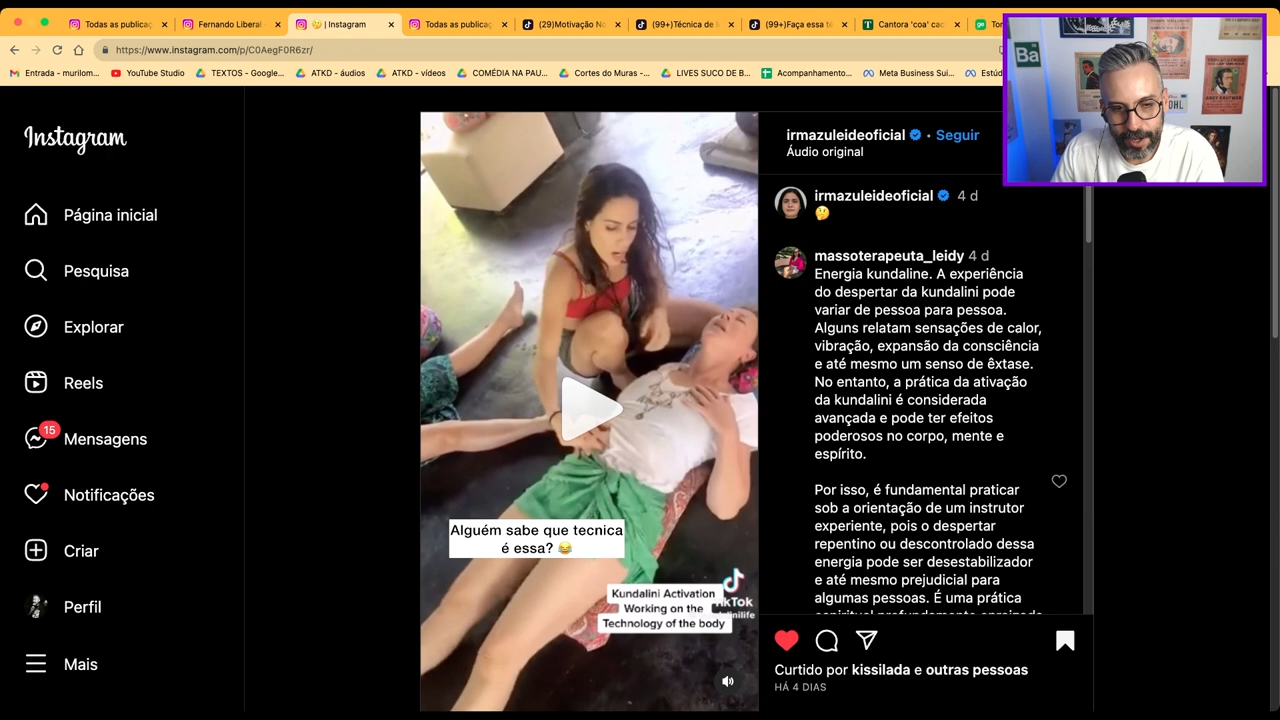 Todas as publicaç
Fernando Liberal
🤔 | Instagram
Todas as publicaç
(29)Motivação No
(99+)Técnica de
(99+)Faça essa té
Cantora 'coa' cac
https://www.instagram.com/p/C0AegF0R6zr/
Entrada - murilom...
YouTube Studio
TEXTOS - Google...
ATKD - áudios
ATKD - vídeos
COMÉDIA NA PAU...
Cortes do Muras -...
LIVES SUCO DE B...
Acompanhamento...
Meta Business Sui...
Estúd
Ba
Instagram
Página inicial
Pesquisa
Explorar
Reels
15
Mensagens
Notificações
Criar
Perfil
Mais
Alguém sabe que tecnica
é essa? 😂
Kundalini Activation
Working on the
Technology of the body
irmazuleideoficial • Seguir
Áudio original
irmazuleideoficial 4 d
🤔
massoterapeuta_leidy 4 d
Energia kundaline. A experiência
do despertar da kundalini pode
variar de pessoa para pessoa.
Alguns relatam sensações de calor,
vibração, expansão da consciência
e até mesmo um senso de êxtase.
No entanto, a prática da ativação
da kundalini é considerada
avançada e pode ter efeitos
poderosos no corpo, mente e
espírito.
Por isso, é fundamental praticar
sob a orientação de um instrutor
experiente, pois o despertar
repentino ou descontrolado dessa
energia pode ser desestabilizador
e até mesmo prejudicial para
algumas pessoas. É uma prática
Curtido por kissilada e outras pessoas
HÁ 4 DIAS